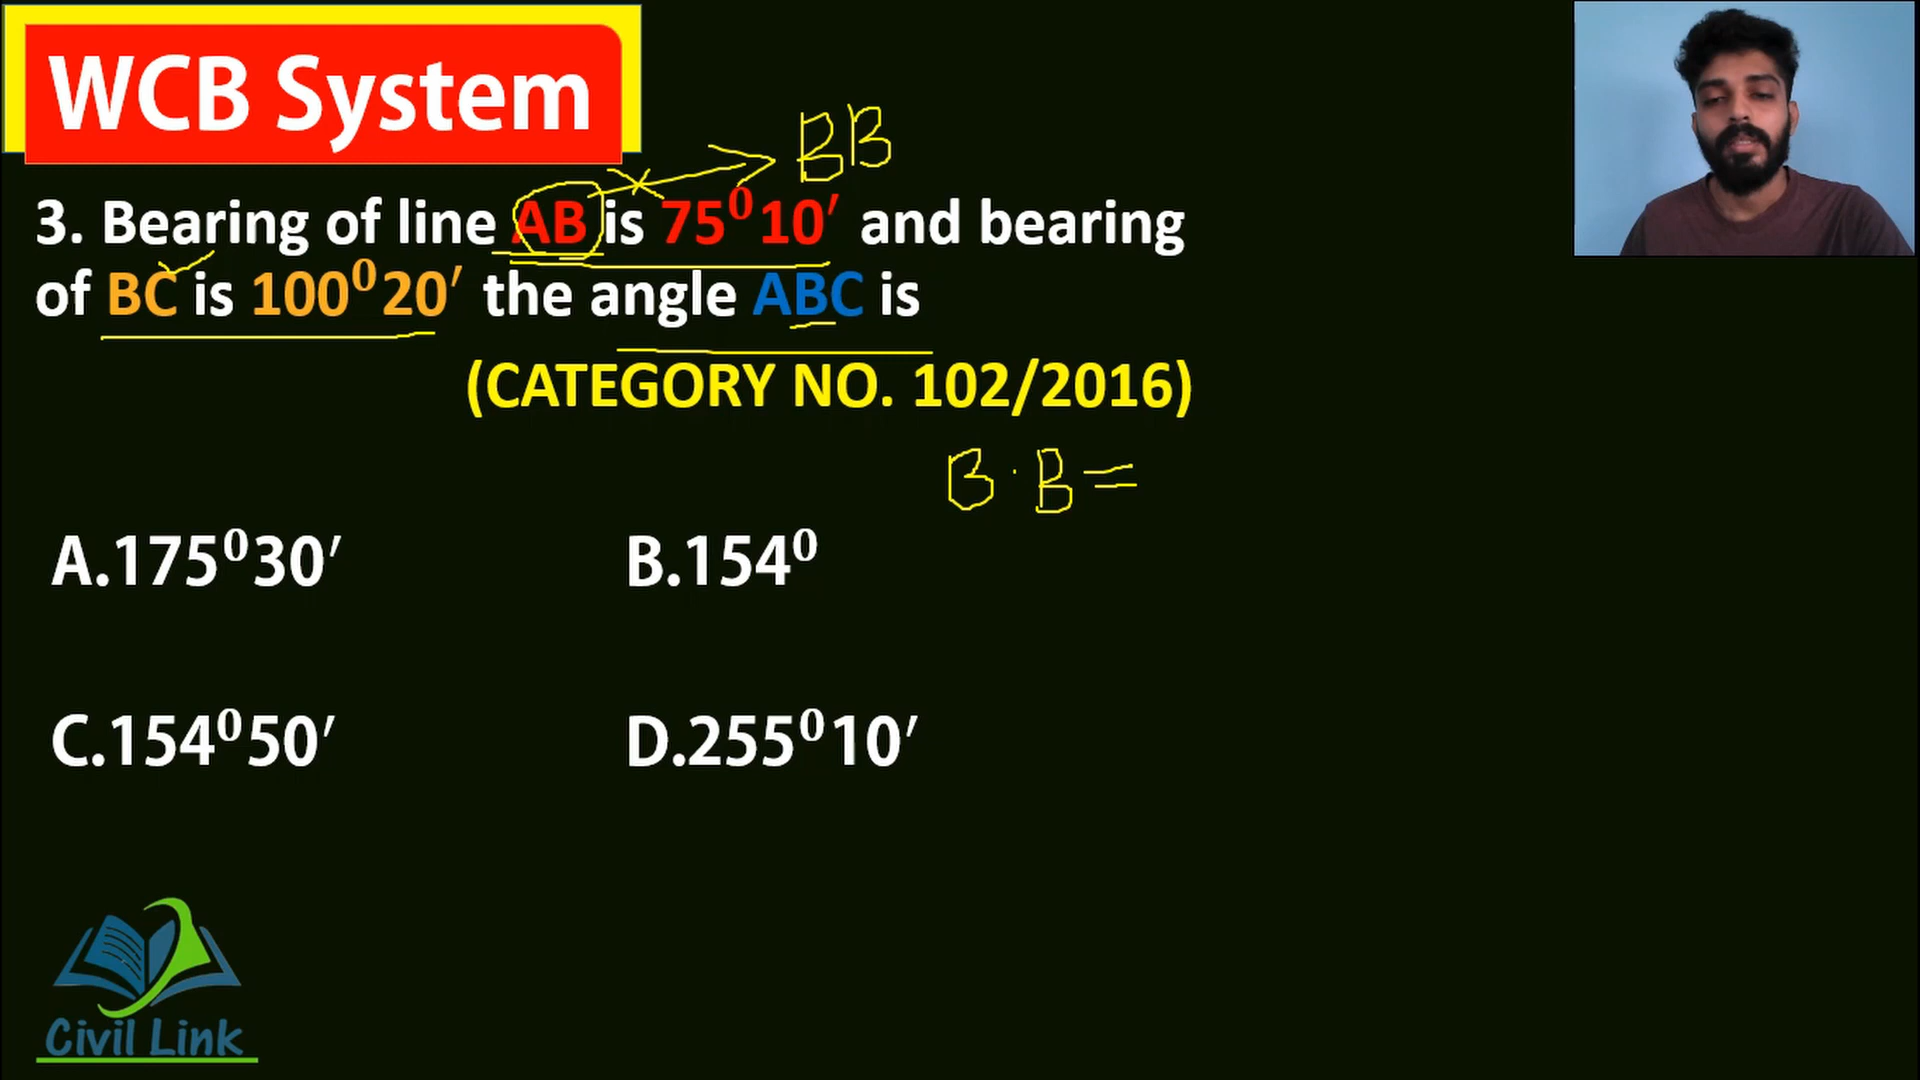 WCB System
BB
3. Bearing of line AB is 75⁰10′ and bearing
of BC is 100⁰20′ the angle ABC is
(CATEGORY NO. 102/2016)
B·B=
A.175⁰30′
B.154⁰
C.154⁰50′
D.255⁰10′
Civil Link